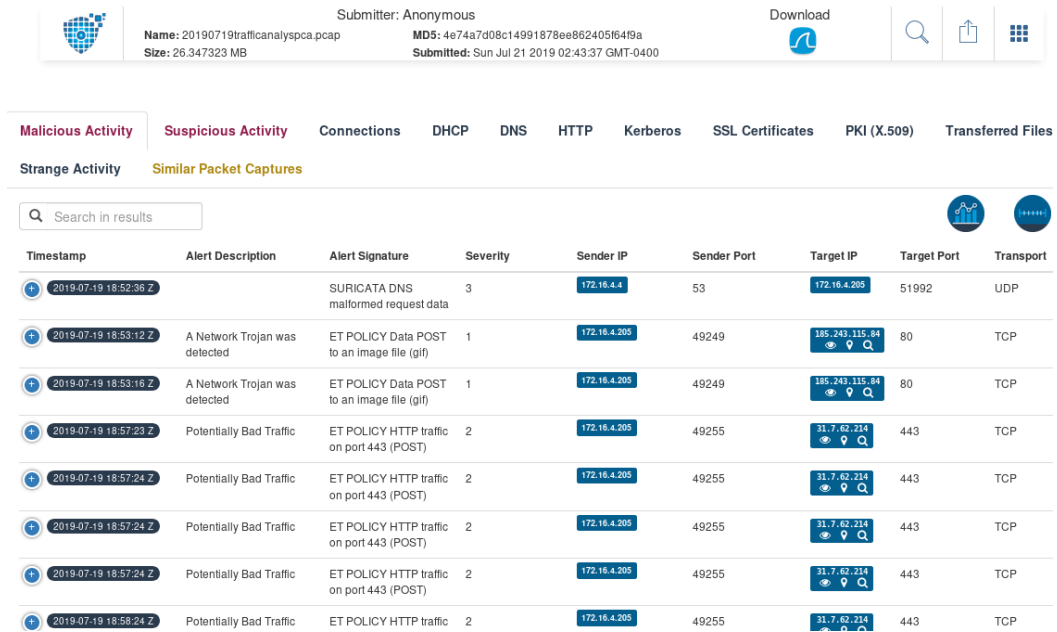 Submitter: Anonymous
Download
Name: 20190719trafficanalyspca.pcap MD5: 4e74a7d08c14991878ee862405f64f9a
Size: 26.347323 MB Submitted: Sun Jul 21 2019 02:43:37 GMT-0400
Malicious Activity Suspicious Activity Connections DHCP DNS HTTP Kerberos SSL Certificates PKI (X.509) Transferred Files
Strange Activity Similar Packet Captures
Search in results
Timestamp Alert Description Alert Signature Severity Sender IP Sender Port Target IP Target Port Transport
2019-07-19 18:52:36 Z SURICATA DNS 3 172.16.4.4 53 172.16.4.205 51992 UDP
malformed request data
2019-07-19 18:53:12 Z A Network Trojan was ET POLICY Data POST 1 172.16.4.205 49249 185.243.115.84 80 TCP
detected to an image file (gif)
2019-07-19 18:53:16 Z A Network Trojan was ET POLICY Data POST 1 172.16.4.205 49249 185.243.115.84 80 TCP
detected to an image file (gif)
2019-07-19 18:57:23 Z Potentially Bad Traffic ET POLICY HTTP traffic 2 172.16.4.205 49255 31.7.62.214 443 TCP
on port 443 (POST)
2019-07-19 18:57:24 Z Potentially Bad Traffic ET POLICY HTTP traffic 2 172.16.4.205 49255 31.7.62.214 443 TCP
on port 443 (POST)
2019-07-19 18:57:24 Z Potentially Bad Traffic ET POLICY HTTP traffic 2 172.16.4.205 49255 31.7.62.214 443 TCP
on port 443 (POST)
2019-07-19 18:57:24 Z Potentially Bad Traffic ET POLICY HTTP traffic 2 172.16.4.205 49255 31.7.62.214 443 TCP
on port 443 (POST)
2019-07-19 18:58:24 Z Potentially Bad Traffic ET POLICY HTTP traffic 2 172.16.4.205 49255 31.7.62.214 443 TCP